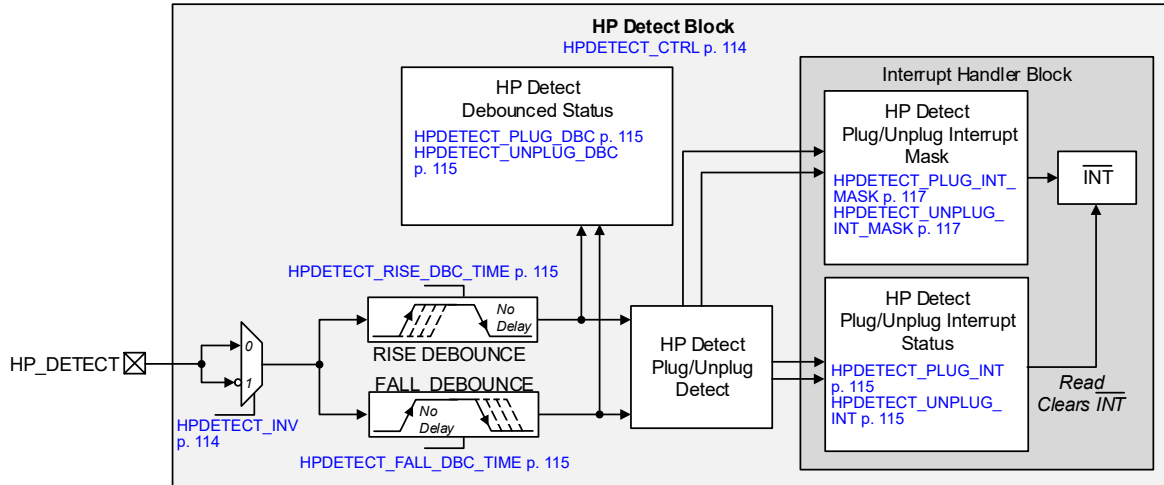 HP Detect Block
HPDETECT_CTRL p. 114
HP Detect
Debounced Status
HPDETECT_PLUG_DBC p. 115
HPDETECT_UNPLUG_DBC
p. 115
Interrupt Handler Block
HP Detect
Plug/Unplug Interrupt
Mask
HPDETECT_PLUG_INT_
MASK p. 117
HPDETECT_UNPLUG_
INT_MASK p. 117
INT
HPDETECT_RISE_DBC_TIME p. 115
No
Delay
RISE DEBOUNCE
HP_DETECT
0
1
HPDETECT_INV
p. 114
FALL DEBOUNCE
No
Delay
HPDETECT_FALL_DBC_TIME p. 115
HP Detect
Plug/Unplug
Detect
HP Detect
Plug/Unplug Interrupt
Status
HPDETECT_PLUG_INT
p. 115
HPDETECT_UNPLUG_
INT p. 115
Read
Clears INT